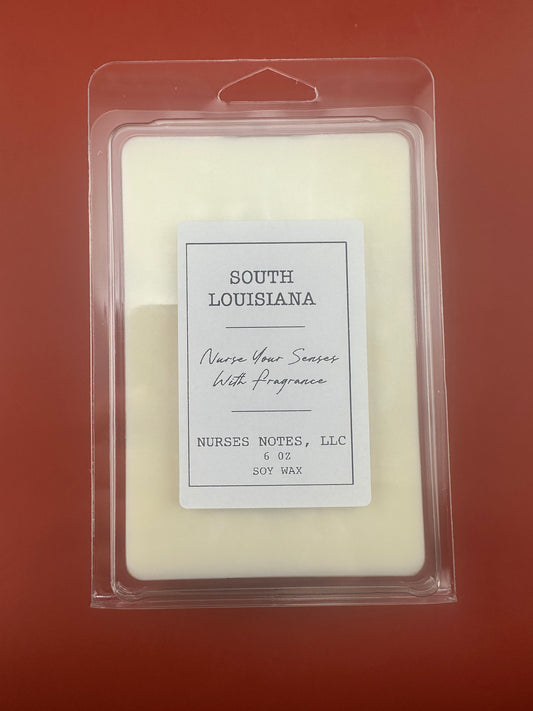 SOUTH
LOUISIANA
Nurse Your Senses
With Fragrance
NURSES NOTES, LLC
6 OZ
SOY WAX